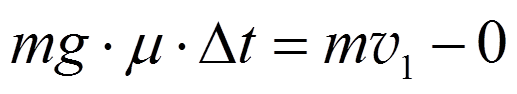 mg · μ · Δt = mv₁ − 0